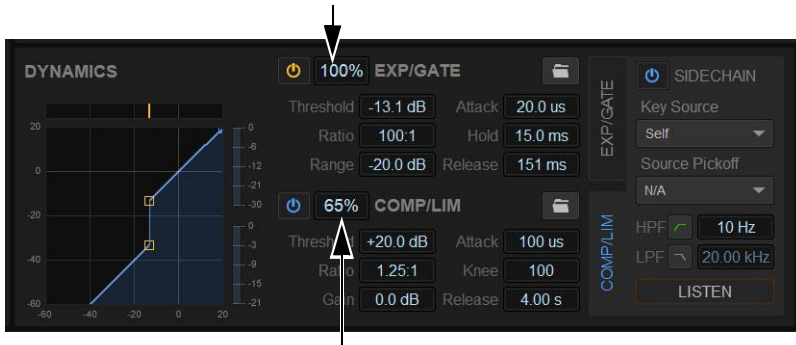 DYNAMICS
20
0
-20
-40
-60
-60 -40 -20 0 20
0
-6
-12
-21
-30
0
-3
-9
-15
-21
100% EXP/GATE
Threshold -13.1 dB Attack 20.0 us
Ratio 100:1 Hold 15.0 ms
Range -20.0 dB Release 151 ms
65% COMP/LIM
Threshold +20.0 dB Attack 100 us
Ratio 1.25:1 Knee 100
Gain 0.0 dB Release 4.00 s
EXP/GATE
COMP/LIM
SIDECHAIN
Key Source
Self
Source Pickoff
N/A
HPF 10 Hz
LPF 20.00 kHz
LISTEN